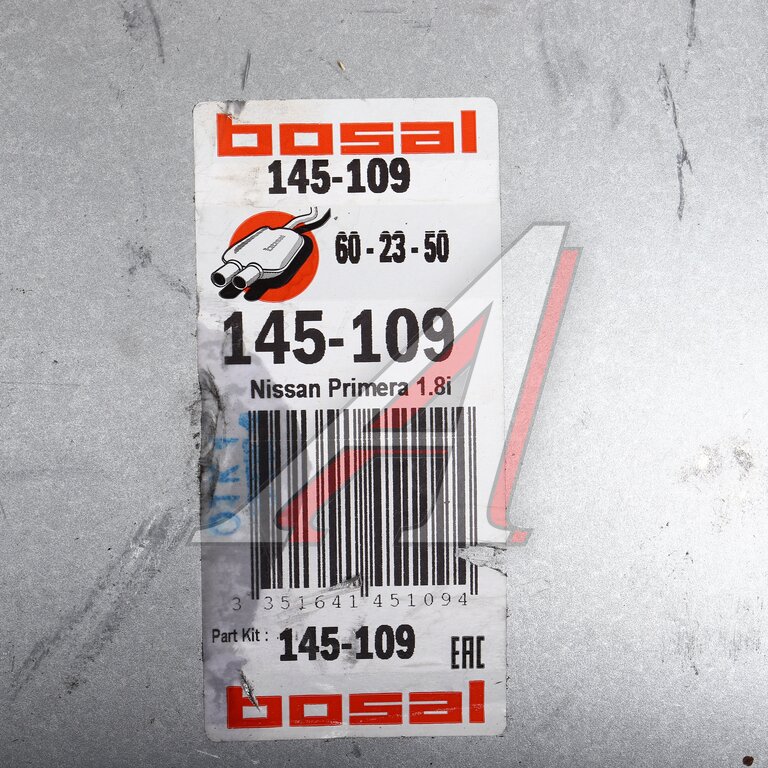 bosal
145-109
bosal
60 - 23 - 50
145-109
Nissan Primera 1.8i
3 351641 451094
Part Kit : 145-109
EAC
bosal